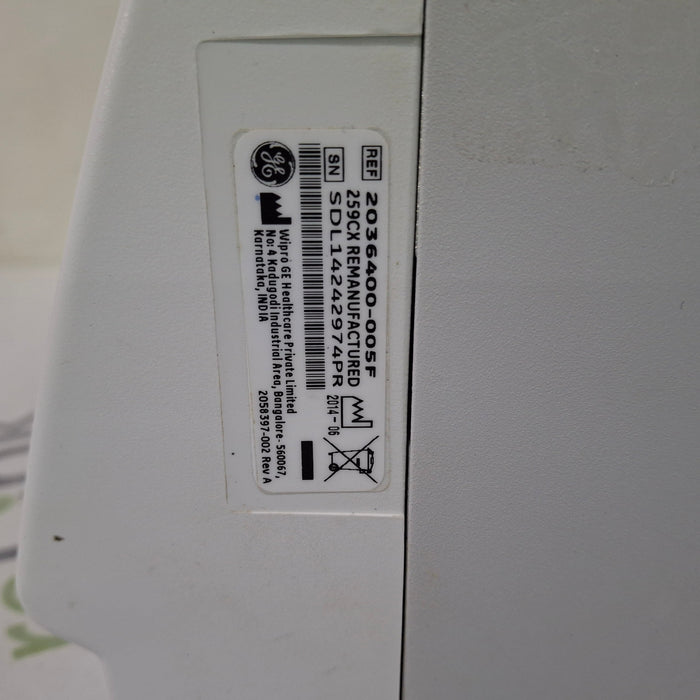 REF 2036400-005F
259CX REMANUFACTURED
SN SDL14242974PR
2014-06
GE
Wipro GE Healthcare Private Limited
No: 4 Kadugodi Industrial Area, Bangalore- 560067,
Karnataka, INDIA
2058397-002 Rev A